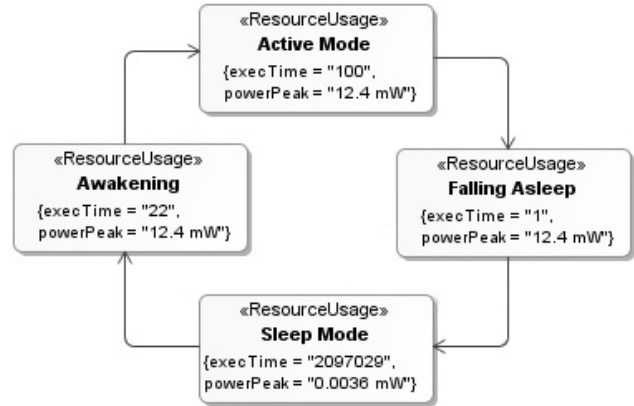 «ResourceUsage»
Active Mode
{execTime = "100",
powerPeak = "12.4 mW"}
«ResourceUsage»
Awakening
{execTime = "22",
powerPeak = "12.4 mW"}
«ResourceUsage»
Falling Asleep
{execTime = "1",
powerPeak = "12.4 mW"}
«ResourceUsage»
Sleep Mode
{execTime = "2097029",
powerPeak = "0.0036 mW"}